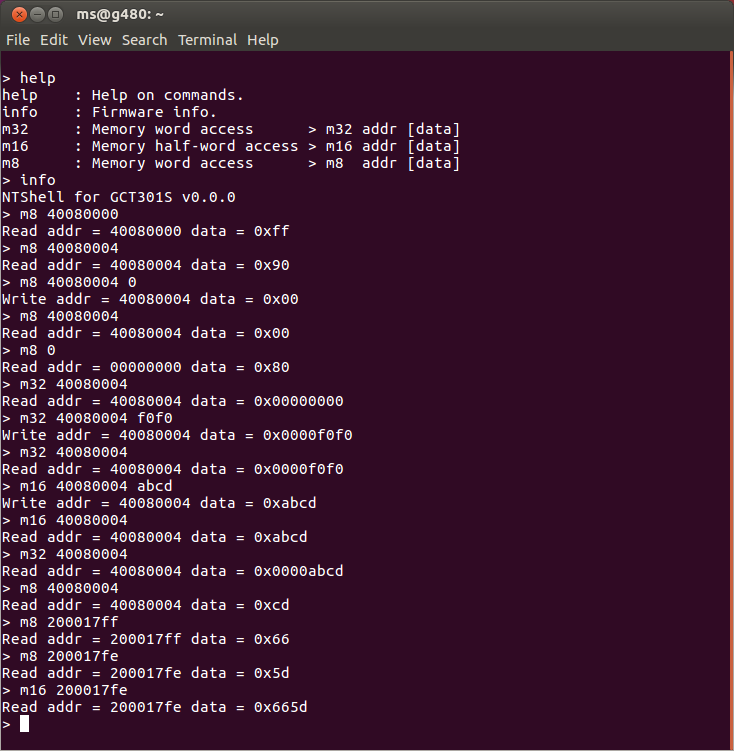 ms@g480: ~
File Edit View Search Terminal Help
> help
help    : Help on commands.
info    : Firmware info.
m32     : Memory word access      > m32 addr [data]
m16     : Memory half-word access > m16 addr [data]
m8      : Memory word access      > m8  addr [data]
> info
NTShell for GCT301S v0.0.0
> m8 40080000
Read addr = 40080000 data = 0xff
> m8 40080004
Read addr = 40080004 data = 0x90
> m8 40080004 0
Write addr = 40080004 data = 0x00
> m8 40080004
Read addr = 40080004 data = 0x00
> m8 0
Read addr = 00000000 data = 0x80
> m32 40080004
Read addr = 40080004 data = 0x00000000
> m32 40080004 f0f0
Write addr = 40080004 data = 0x0000f0f0
> m32 40080004
Read addr = 40080004 data = 0x0000f0f0
> m16 40080004 abcd
Write addr = 40080004 data = 0xabcd
> m16 40080004
Read addr = 40080004 data = 0xabcd
> m32 40080004
Read addr = 40080004 data = 0x0000abcd
> m8 40080004
Read addr = 40080004 data = 0xcd
> m8 200017ff
Read addr = 200017ff data = 0x66
> m8 200017fe
Read addr = 200017fe data = 0x5d
> m16 200017fe
Read addr = 200017fe data = 0x665d
>